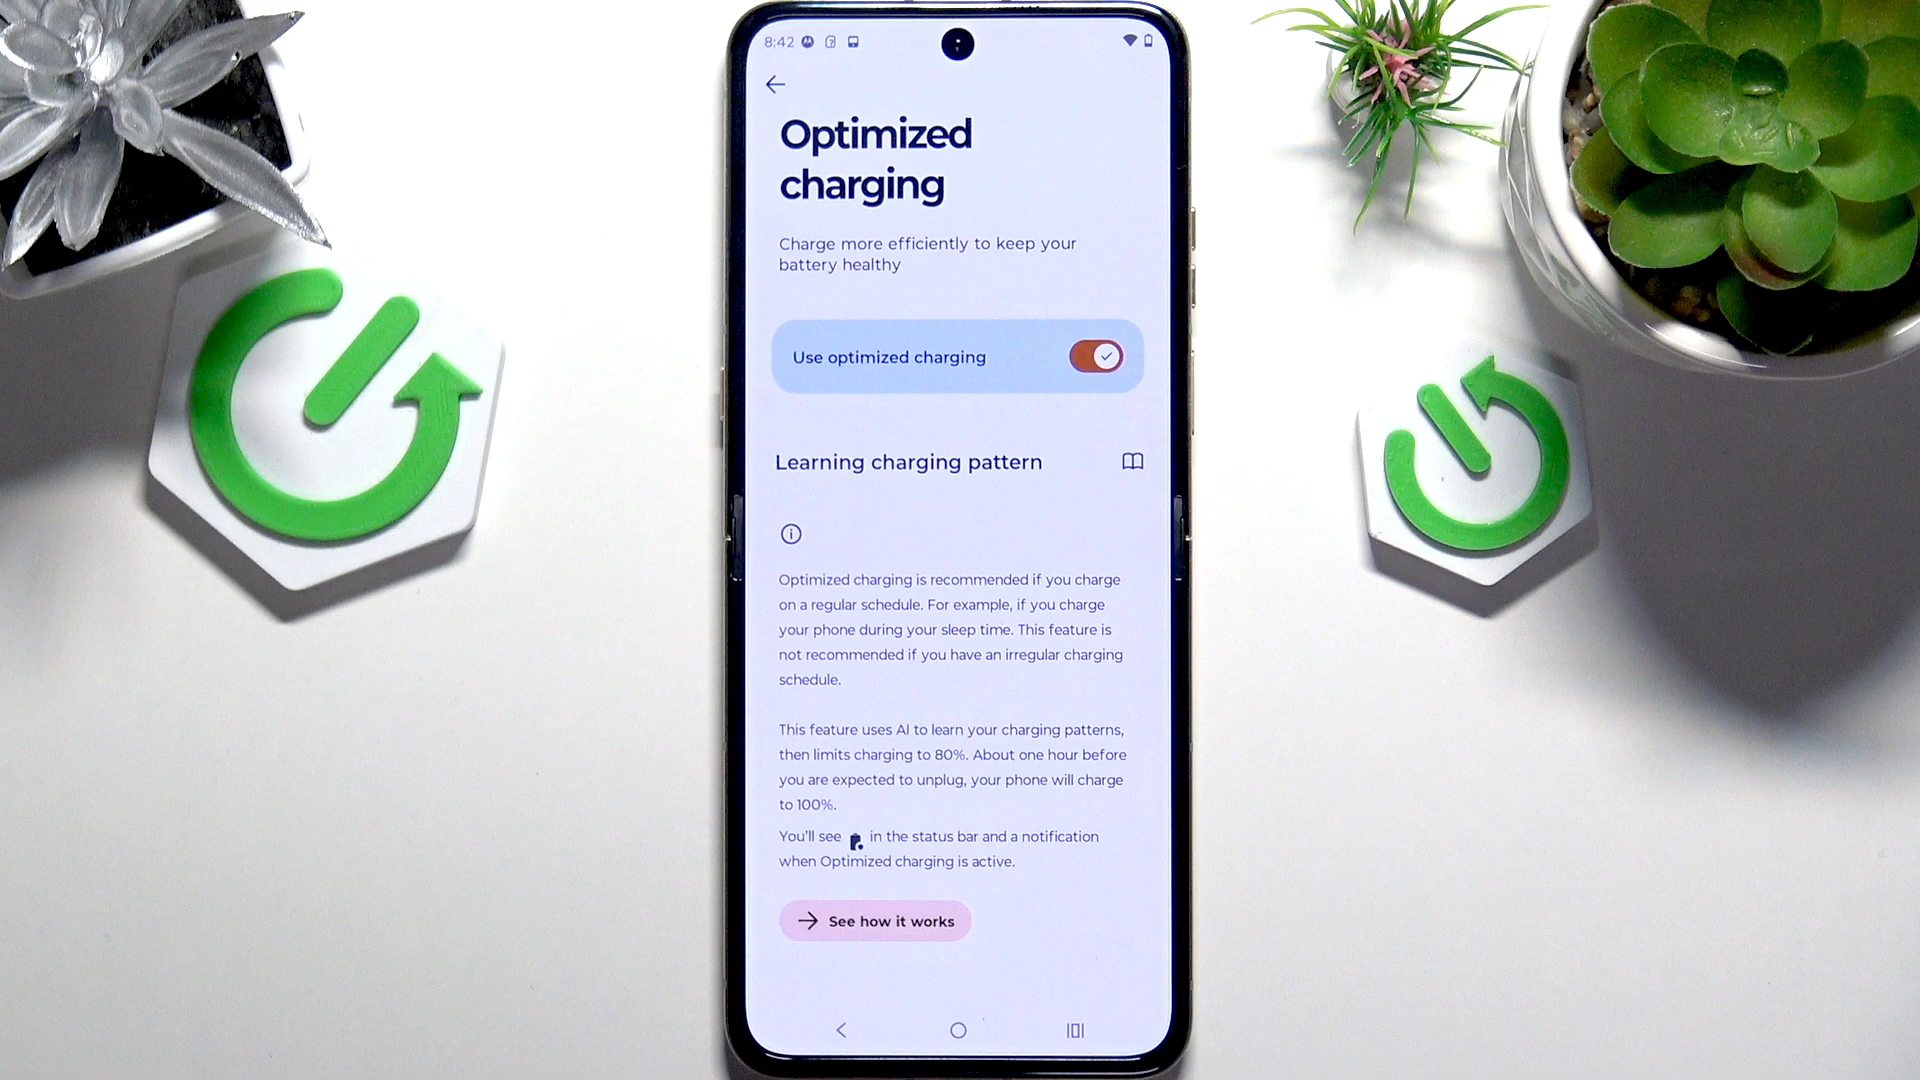 8:42
Optimized
charging
Charge more efficiently to keep your
battery healthy
Use optimized charging
Learning charging pattern
Optimized charging is recommended if you charge
on a regular schedule. For example, if you charge
your phone during your sleep time. This feature is
not recommended if you have an irregular charging
schedule.
This feature uses AI to learn your charging patterns,
then limits charging to 80%. About one hour before
you are expected to unplug, your phone will charge
to 100%.
You'll see in the status bar and a notification
when Optimized charging is active.
See how it works